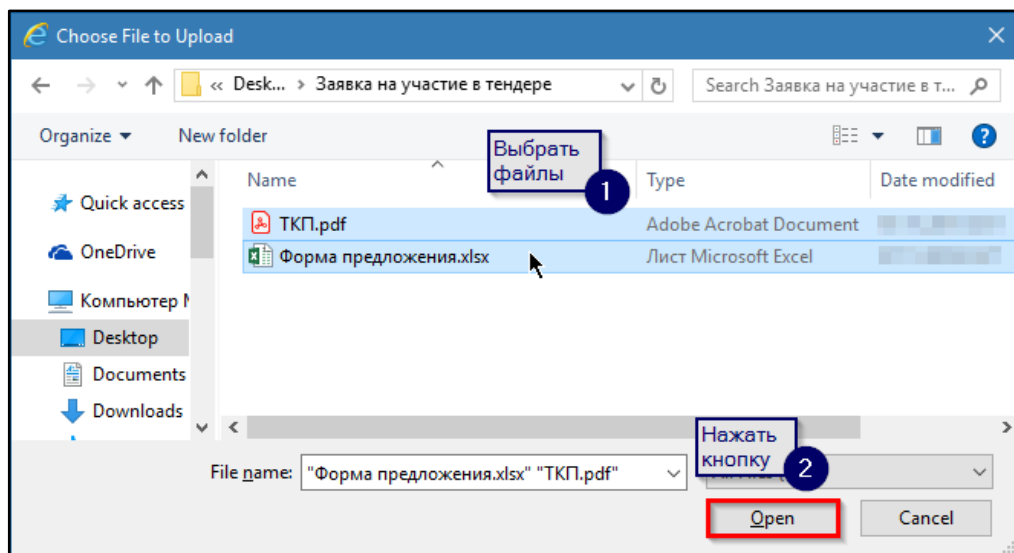 Choose File to Upload
« Desk... › Заявка на участие в тендере
Search Заявка на участие в т...
Organize
New folder
Выбрать
файлы
1
Name
Type
Date modified
Quick access
ТКП.pdf
Adobe Acrobat Document
OneDrive
Форма предложения.xlsx
Лист Microsoft Excel
Компьютер
Desktop
Documents
Downloads
Нажать
кнопку
2
File name:
"Форма предложения.xlsx" "ТКП.pdf"
Open
Cancel